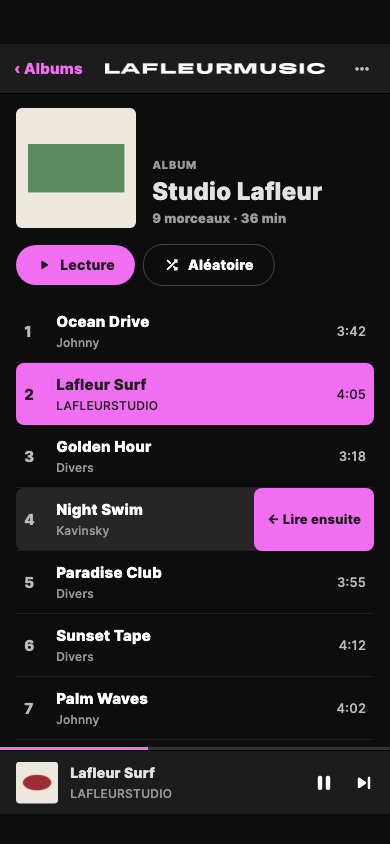 ‹ Albums LAFLEURMUSIC
ALBUM
Studio Lafleur
9 morceaux · 36 min
Lecture
Aléatoire
1 Ocean Drive 3:42
Johnny
2 Lafleur Surf 4:05
LAFLEURSTUDIO
3 Golden Hour 3:18
Divers
4 Night Swim ← Lire ensuite
Kavinsky
5 Paradise Club 3:55
Divers
6 Sunset Tape 4:12
Divers
7 Palm Waves 4:02
Johnny
Lafleur Surf
LAFLEURSTUDIO